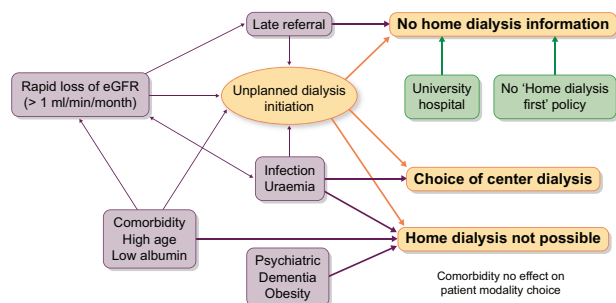 Late referral
No home dialysis information
Rapid loss of eGFR
(> 1 ml/min/month)
Unplanned dialysis
initiation
University
hospital
No ‘Home dialysis
first’ policy
Infection
Uraemia
Choice of center dialysis
Comorbidity
High age
Low albumin
Home dialysis not possible
Psychiatric
Dementia
Obesity
Comorbidity no effect on
patient modality choice